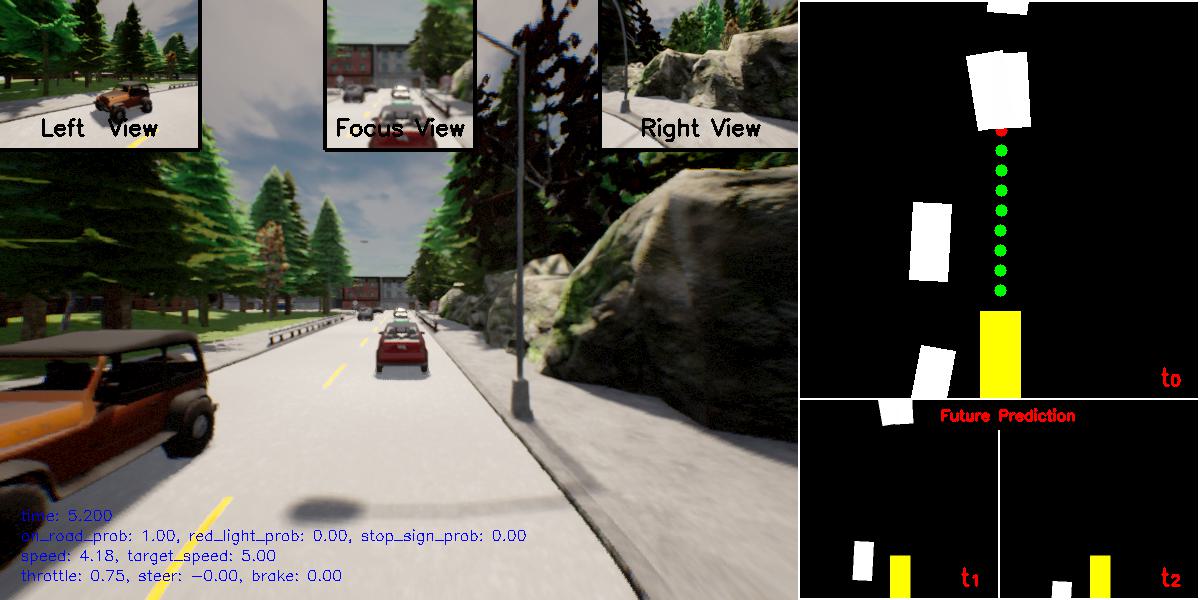 Left View
Focus View
Right View
time: 5.200
on_road_prob: 1.00, red_light_prob: 0.00, stop_sign_prob: 0.00
speed: 4.18, target_speed: 5.00
throttle: 0.75, steer: −0.00, brake: 0.00
t0
Future Prediction
t1
t2